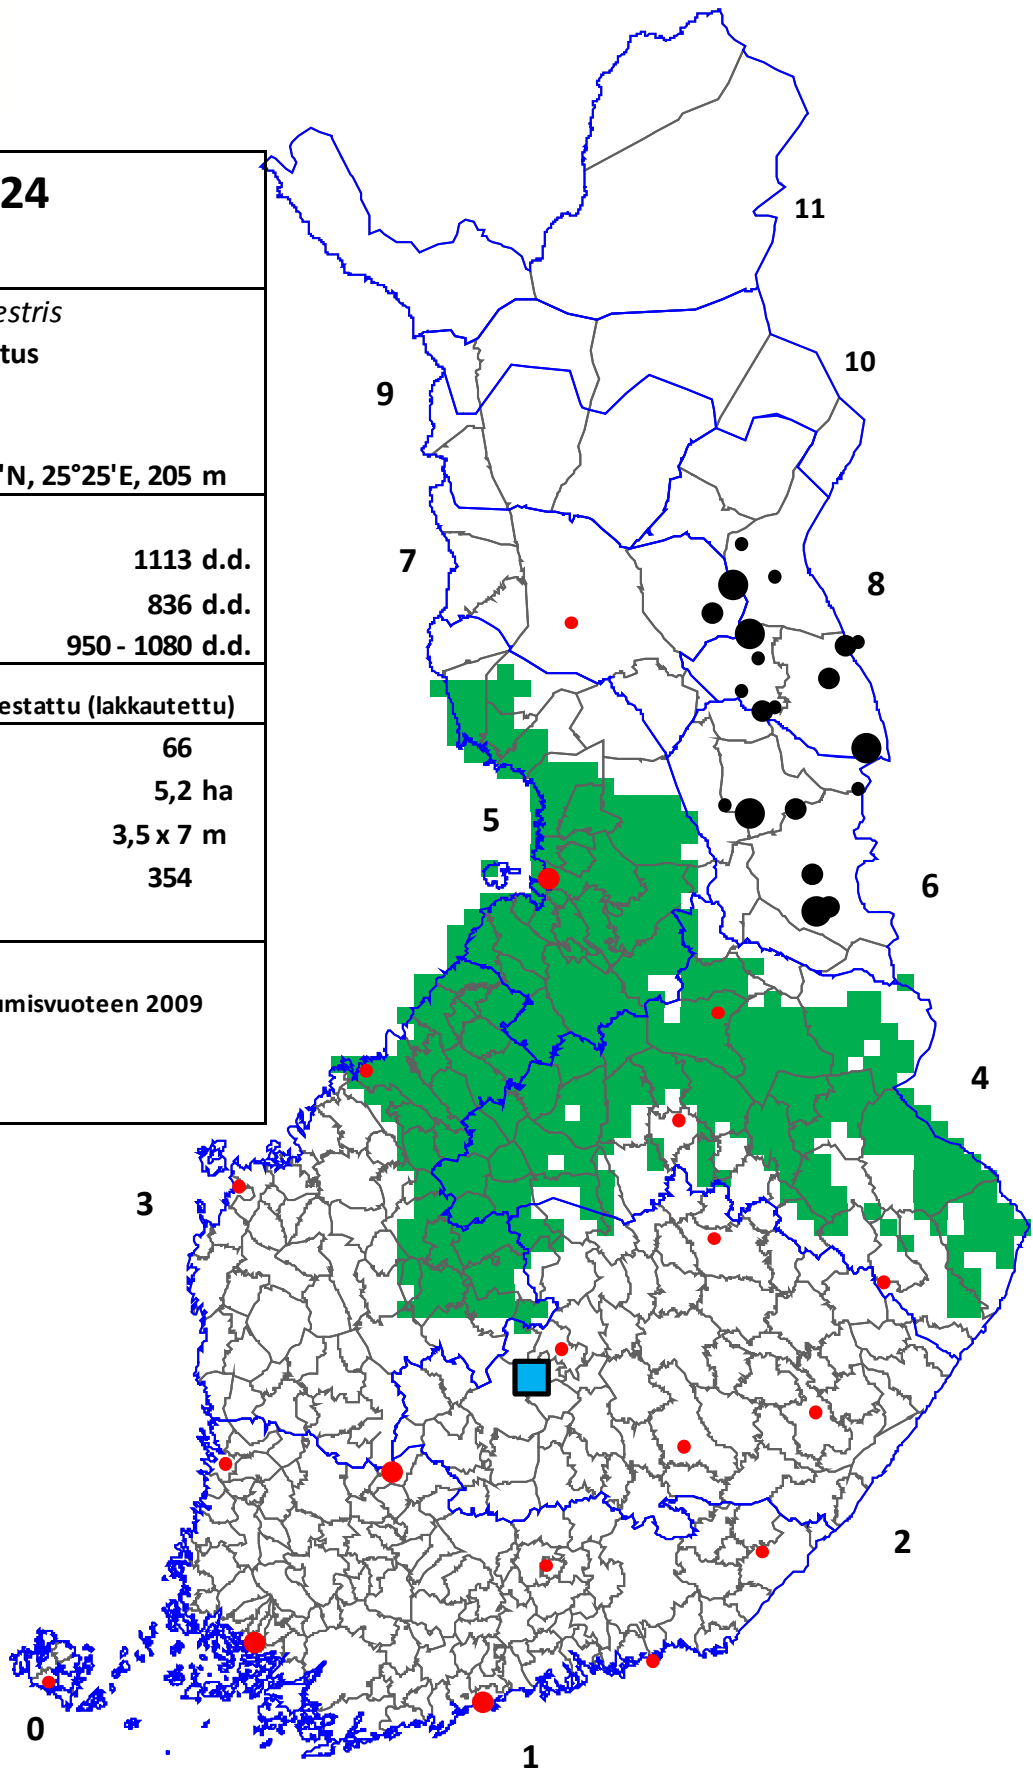 24
estris
tus
'N, 25°25'E, 205 m
1113 d.d.
836 d.d.
950 - 1080 d.d.
estattu (lakkautettu)
66
5,2 ha
3,5 x 7 m
354
umisvuoteen 2009
11
10
9
8
7
6
5
4
3
2
1
0